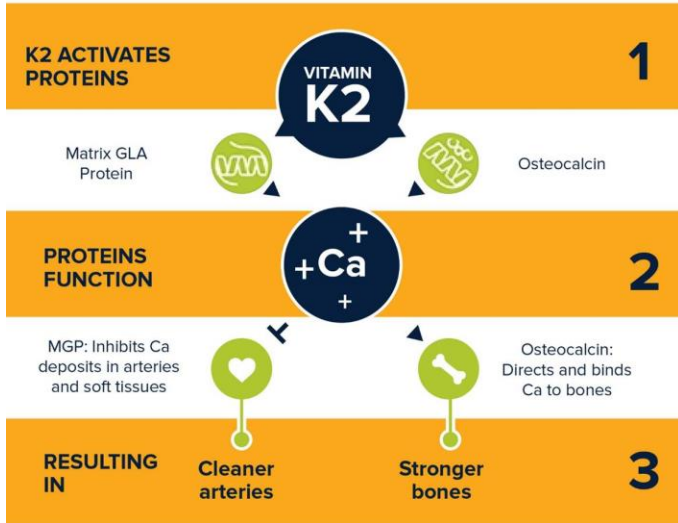 K2 ACTIVATES
PROTEINS
VITAMIN
K2
1
Matrix GLA
Protein
Osteocalcin
PROTEINS
FUNCTION
+Ca+
+
2
MGP: Inhibits Ca
deposits in arteries
and soft tissues
Osteocalcin:
Directs and binds
Ca to bones
RESULTING
IN
Cleaner
arteries
Stronger
bones
3